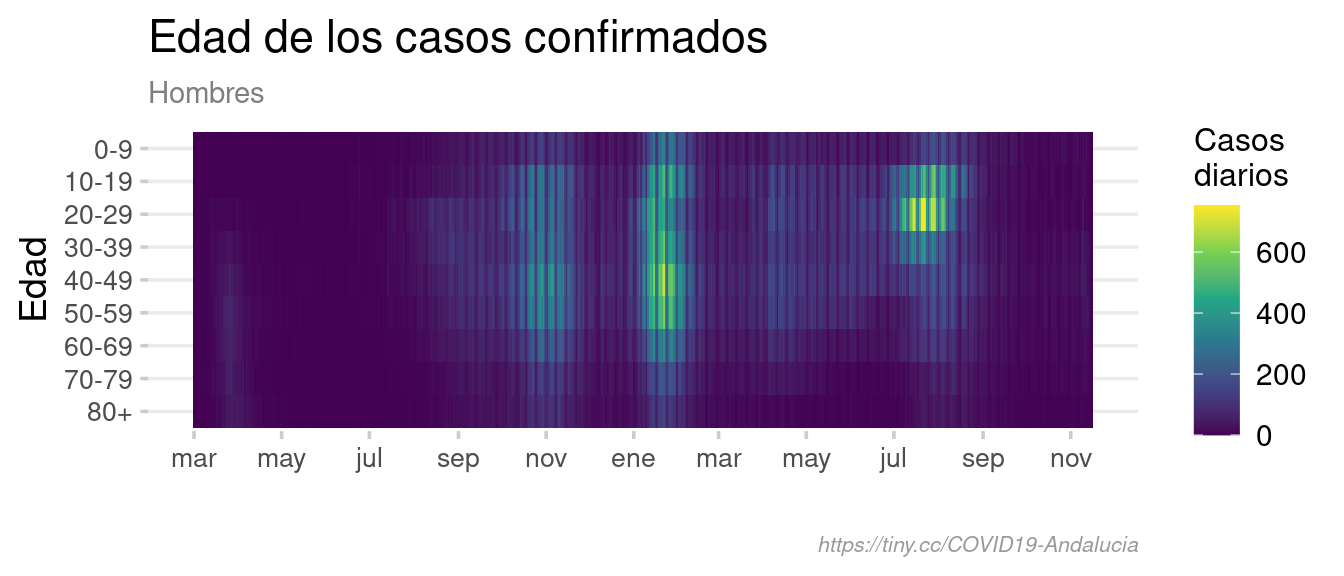 Edad de los casos confirmados
Hombres
Edad
0-9
10-19
20-29
30-39
40-49
50-59
60-69
70-79
80+
mar may jul sep nov ene mar may jul sep nov
Casos
diarios
600
400
200
0
https://tiny.cc/COVID19-Andalucia